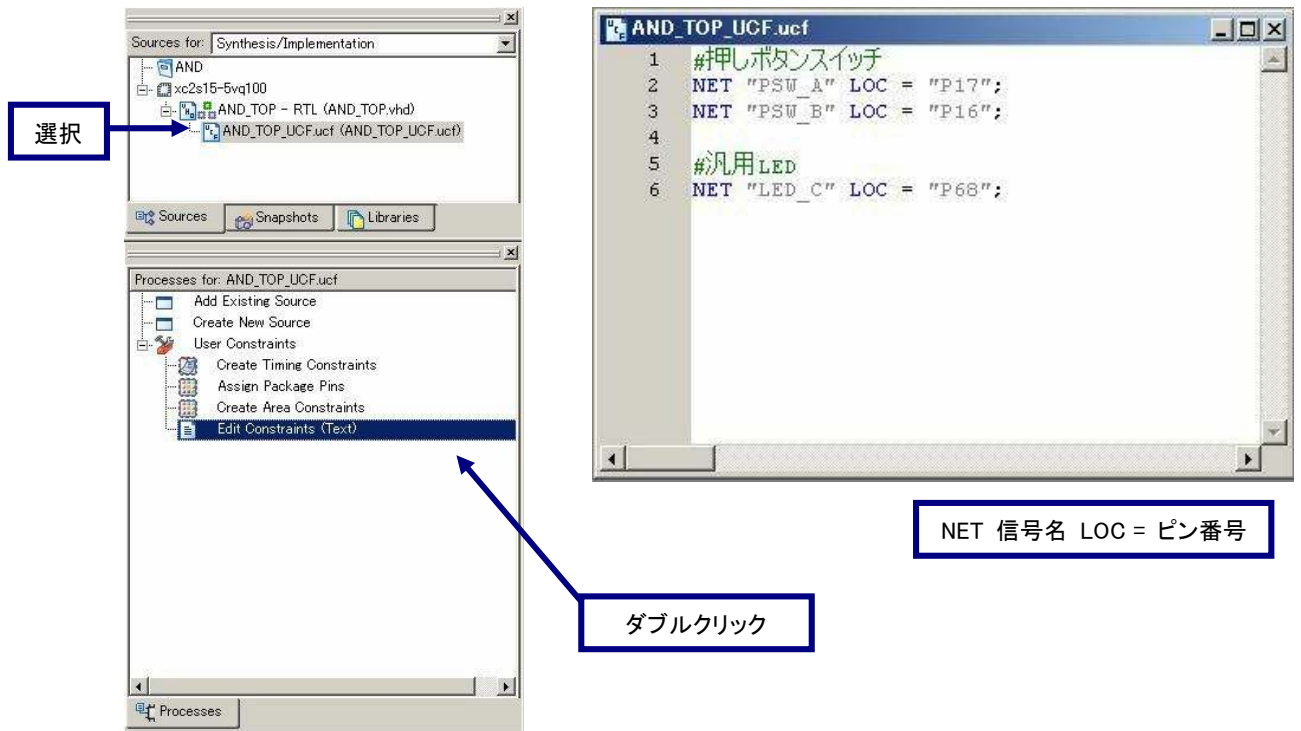 Sources for: Synthesis/Implementation
AND
xc2s15-5vq100
AND_TOP - RTL (AND_TOP.vhd)
AND_TOP_UCF.ucf (AND_TOP_UCF.ucf)
選択
Sources Snapshots Libraries
Processes for: AND_TOP_UCF.ucf
Add Existing Source
Create New Source
User Constraints
Create Timing Constraints
Assign Package Pins
Create Area Constraints
Edit Constraints (Text)
Processes
AND_TOP_UCF.ucf
1 #押しボタンスイッチ
2 NET "PSW_A" LOC = "P17";
3 NET "PSW_B" LOC = "P16";
4
5 #汎用LED
6 NET "LED_C" LOC = "P68";
NET 信号名 LOC = ピン番号
ダブルクリック